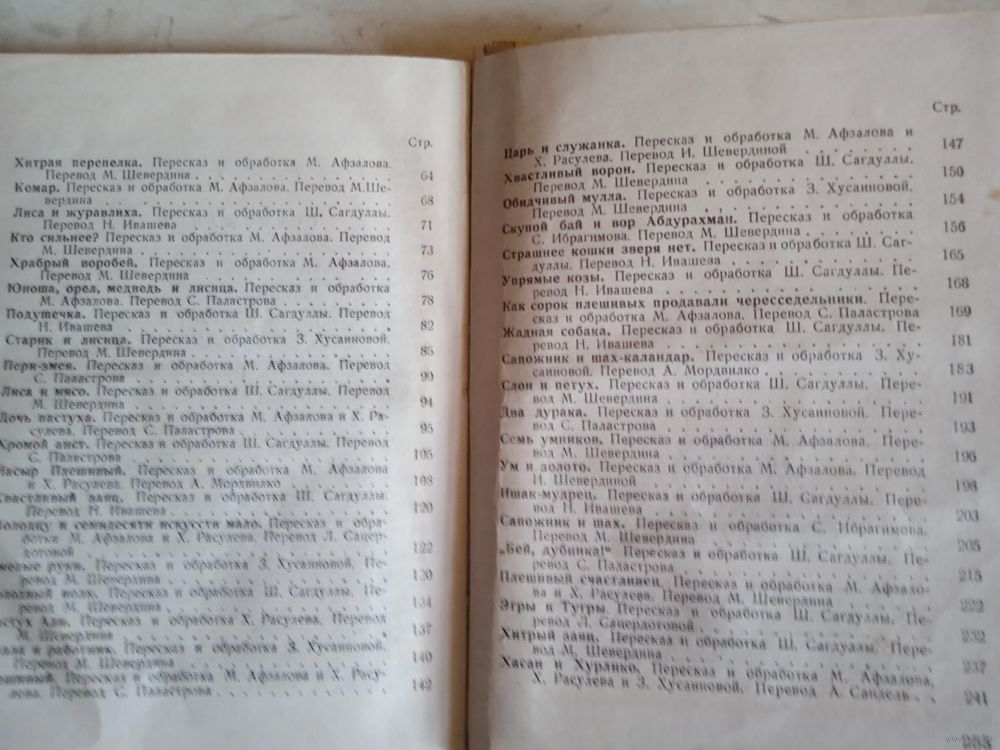 Стр.
Хитрая перепелка. Пересказ и обработка М. Афзалова.
Перевод М. Шевердина . . . 64
Комар. Пересказ и обработка М. Афзалова. Перевод М.Ше-
вердина . . . 68
Лиса и журавлиха. Пересказ и обработка Ш. Сагдуллы.
Перевод Н. Ивашева . . . 71
Кто сильнее? Пересказ и обработка М. Афзалова. Перевод
М. Шевердина . . . 73
Храбрый воробей. Пересказ и обработка М. Афзалова.
Перевод М. Шевердина . . . 76
Юноша, орел, медведь и лисица. Пересказ и обработка
М. Афзалова. Перевод С. Паластрова . . . 78
Подушечка. Пересказ и обработка Ш. Сагдуллы. Перевод
Н. Ивашева . . . 82
Старик и лисица. Пересказ и обработка З. Хусаиновой.
Перевод М. Шевердина . . . 85
Пери-змея. Пересказ и обработка М. Афзалова. Перевод
С. Паластрова . . . 90
Лиса и мясо. Пересказ и обработка Ш. Сагдуллы. Перевод
М. Шевердина . . . 94
Дочь пастуха. Пересказ и обработка М. Афзалова и Х. Ра-
сулева. Перевод С. Паластрова . . . 95
Хромой аист. Пересказ и обработка Ш. Сагдуллы. Перевод
С. Паластрова . . . 105
Плешивый. Пересказ и обработка М. Афзалова
и Х. Расулева. Перевод А. Мордвилко . . . 108
Хвастливый заяц. Пересказ и обработка Ш. Сагдуллы.
Перевод Н. Ивашева . . . 120
и семидесяти искусств мало. Пересказ и обра-
ботка М. Афзалова и Х. Расулева. Перевод Л. Сацер-
дотовой . . . 122
руки. Пересказ и обработка З. Хусаиновой. Пе-
ревод М. Шевердина . . . 130
волк. Пересказ и обработка Ш. Сагдуллы. Пе-
ревод М. Шевердина . . . 134
Али. Пересказ и обработка Х. Расулева. Перевод
М. Шевердина . . . 137
и работник. Пересказ и обработка З. Хусаиновой.
Перевод М. Шевердина . . . 140
Пересказ и обработка М. Афзалова и Х. Расу-
лева. Перевод С. Паластрова . . . 142
Стр.
Царь и служанка. Пересказ и обработка М. Афзалова и
Х. Расулева. Перевод И. Шевердиной . . . 147
Хвастливый ворон. Пересказ и обработка Ш. Сагдуллы.
Перевод М. Шевердина . . . 150
Обидчивый мулла. Пересказ и обработка З. Хусаиновой.
Перевод М. Шевердина . . . 154
Скупой бай и вор Абдурахман. Пересказ и обработка
С. Ибрагимова. Перевод М. Шевердина . . . 156
Страшнее кошки зверя нет. Пересказ и обработка Ш. Саг-
дуллы. Перевод Н. Ивашева . . . 165
Упрямые козы. Пересказ и обработка Ш. Сагдуллы. Пе-
ревод Н. Ивашева . . . 168
Как сорок плешивых продавали чересседельники. Пере-
сказ и обработка М. Афзалова. Перевод С. Паластрова 169
Жадная собака. Пересказ и обработка Ш. Сагдуллы. Пе-
ревод Н. Ивашева . . . 181
Сапожник и шах-каландар. Пересказ и обработка З. Ху-
саиновой. Перевод А. Мордвилко . . . 183
Слон и петух. Пересказ и обработка Ш. Сагдуллы. Пере-
вод М. Шевердина . . . 191
Два дурака. Пересказ и обработка З. Хусаиновой. Пере-
вод С. Паластрова . . . 193
Семь умников. Пересказ и обработка М. Афзалова. Пере-
вод М. Шевердина . . . 196
Ум и золото. Пересказ и обработка М. Афзалова. Перевод
И. Шевердиной . . . 198
Ишак-мудрец. Пересказ и обработка Ш. Сагдуллы. Пере-
вод Н. Ивашева . . . 203
Сапожник и шах. Пересказ и обработка С. Ибрагимова.
Перевод М. Шевердина . . . 205
„Бей, дубинка!“ Пересказ и обработка Ш. Сагдуллы. Пе-
ревод С. Паластрова . . . 215
Плешивый счастливец. Пересказ и обработка М. Афзало-
ва и Х. Расулева. Перевод М. Шевердина . . . 222
Эгры и Тугры. Пересказ и обработка Ш. Сагдуллы. Пе-
ревод Л. Сацердотовой . . . 232
Хитрый заяц. Пересказ и обработка Ш. Сагдуллы. Пере-
вод М. Шевердина . . . 237
Хасан и Хурлико. Пересказ и обработка М. Афзалова,
Х. Расулева и З. Хусаиновой. Перевод А. Сандель . . 241
255